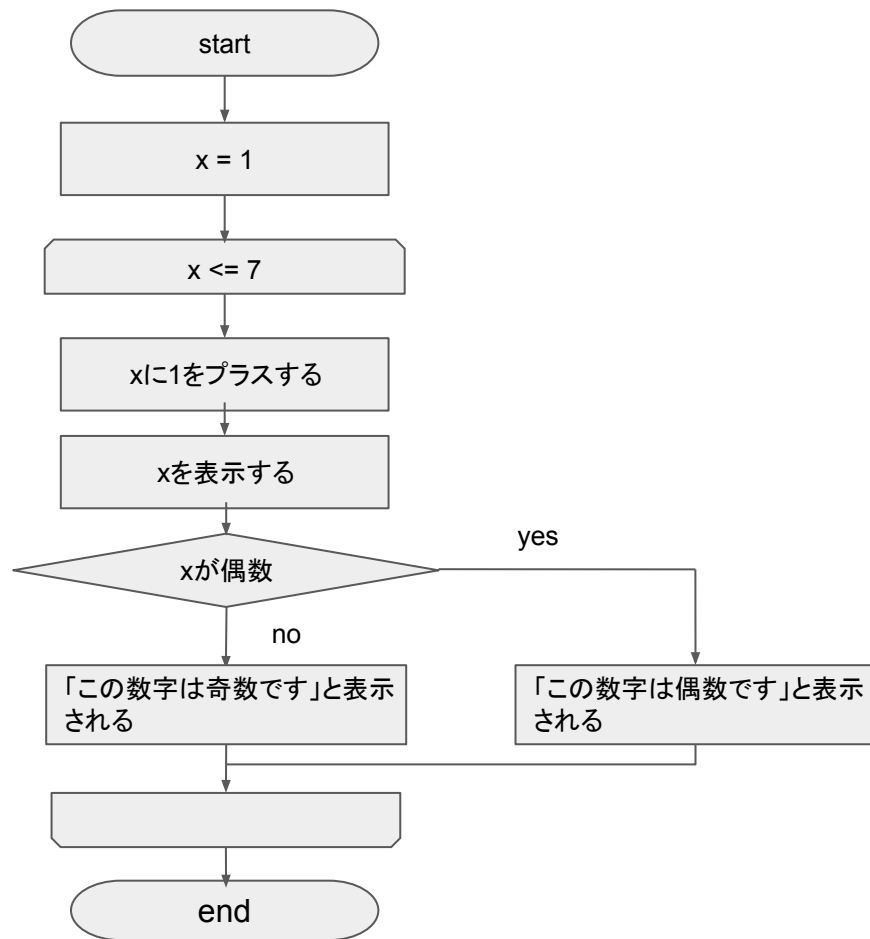 start
x = 1
x <= 7
xに1をプラスする
xを表示する
xが偶数
yes
no
「この数字は奇数です」と表示
される
「この数字は偶数です」と表示
される
end